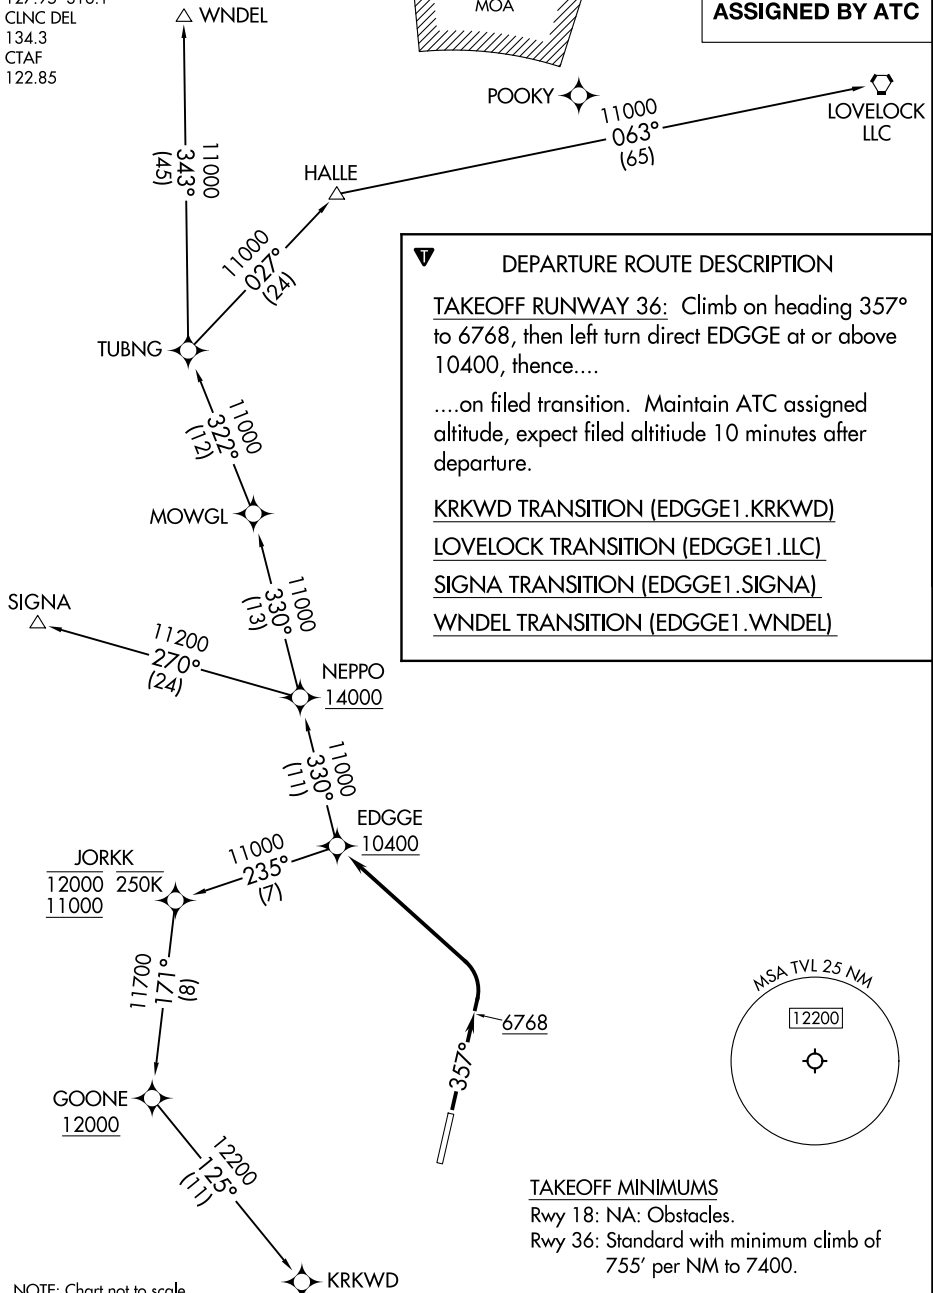 CLNC DEL
134.3
CTAF
122.85
WNDEL
MOA
ASSIGNED BY ATC
POOKY
LOVELOCK
LLC
11000
063°
(65)
11000
343°
(45)
HALLE
11000
027°
(24)
TUBNG
DEPARTURE ROUTE DESCRIPTION
TAKEOFF RUNWAY 36: Climb on heading 357°
to 6768, then left turn direct EDGGE at or above
10400, thence....
....on filed transition. Maintain ATC assigned
altitude, expect filed altitiude 10 minutes after
departure.
KRKWD TRANSITION (EDGGE1.KRKWD)
LOVELOCK TRANSITION (EDGGE1.LLC)
SIGNA TRANSITION (EDGGE1.SIGNA)
WNDEL TRANSITION (EDGGE1.WNDEL)
11000
322°
(12)
MOWGL
11000
330°
(13)
SIGNA
11200
270°
(24)
NEPPO
14000
11000
330°
(11)
EDGGE
10400
11000
235°
(7)
JORKK
12000 250K
11000
11700
171°
(8)
6768
357°
GOONE
12000
12200
125°
(11)
KRKWD
MSA TVL 25 NM
12200
TAKEOFF MINIMUMS
Rwy 18: NA: Obstacles.
Rwy 36: Standard with minimum climb of
755' per NM to 7400.
NOTE: Chart not to scale